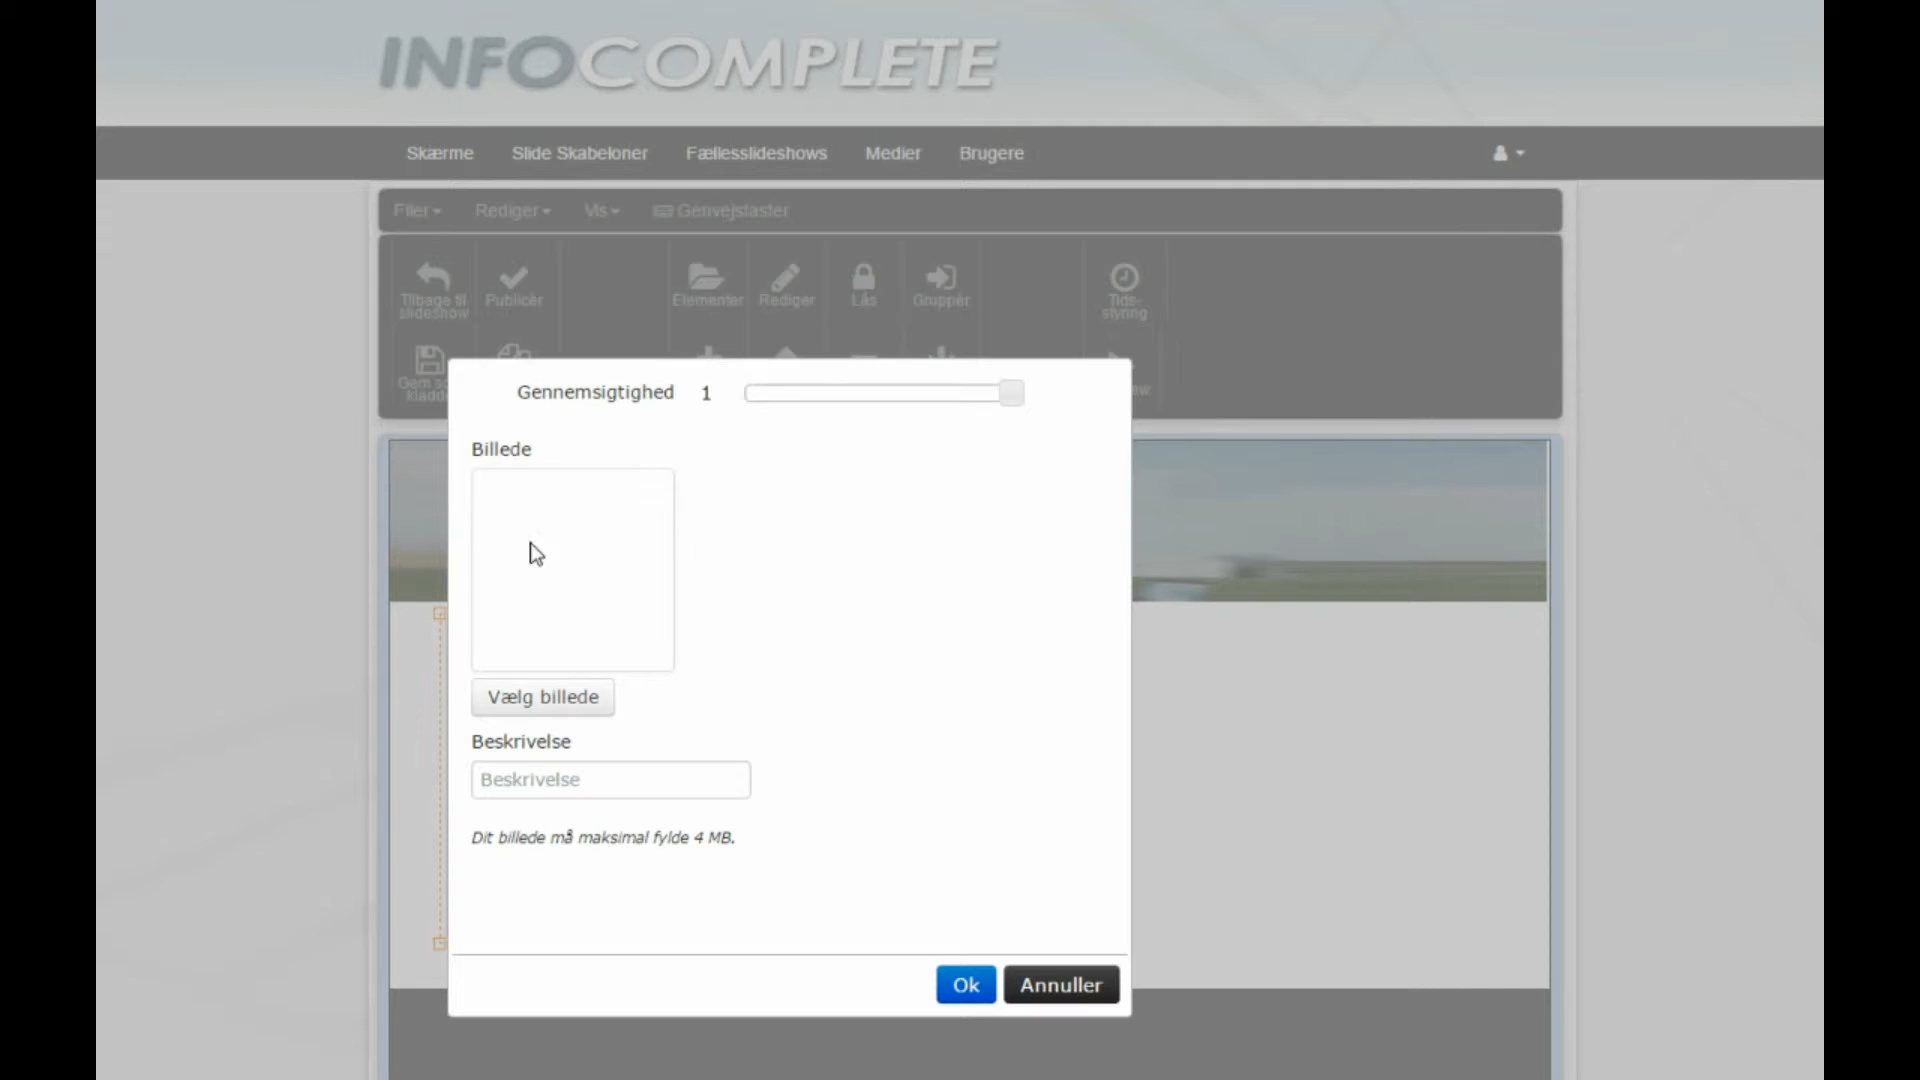 INFOCOMPLETE
Skærme Slide Skabeloner Fællesslideshows Medier Brugere
Filer Rediger Vis Genvejstaster
Tilbage til slideshow
Publicér
Elementer
Rediger
Lås
Gruppér
Tids-
styring
Gem so
kladde
Gennemsigtighed 1
Billede
Vælg billede
Beskrivelse
Beskrivelse
Dit billede må maksimal fylde 4 MB.
Ok Annuller